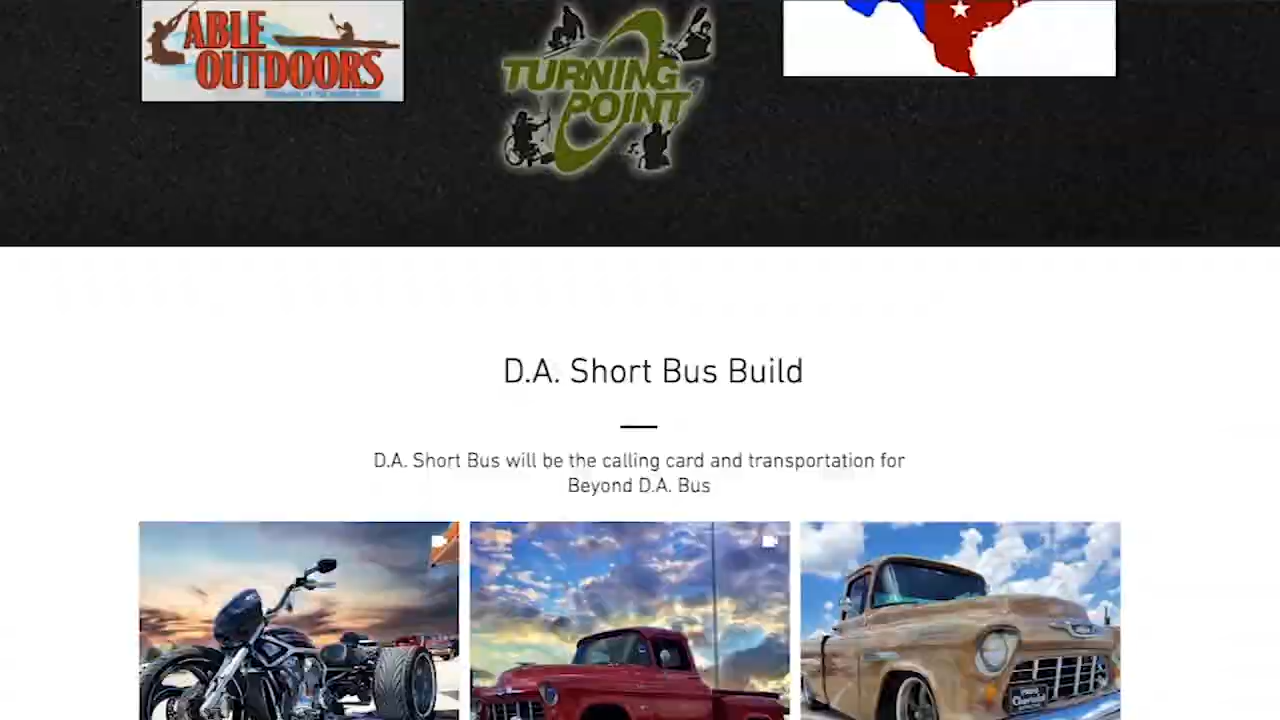 ABLE
OUTDOORS
TURNING
POINT
D.A. Short Bus Build
D.A. Short Bus will be the calling card and transportation for
Beyond D.A. Bus